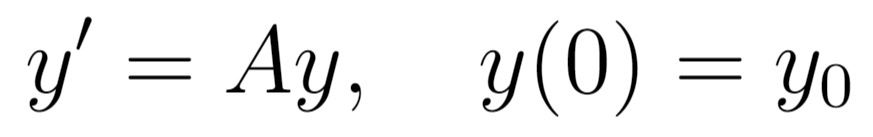 y′ = Ay, y(0) = y₀